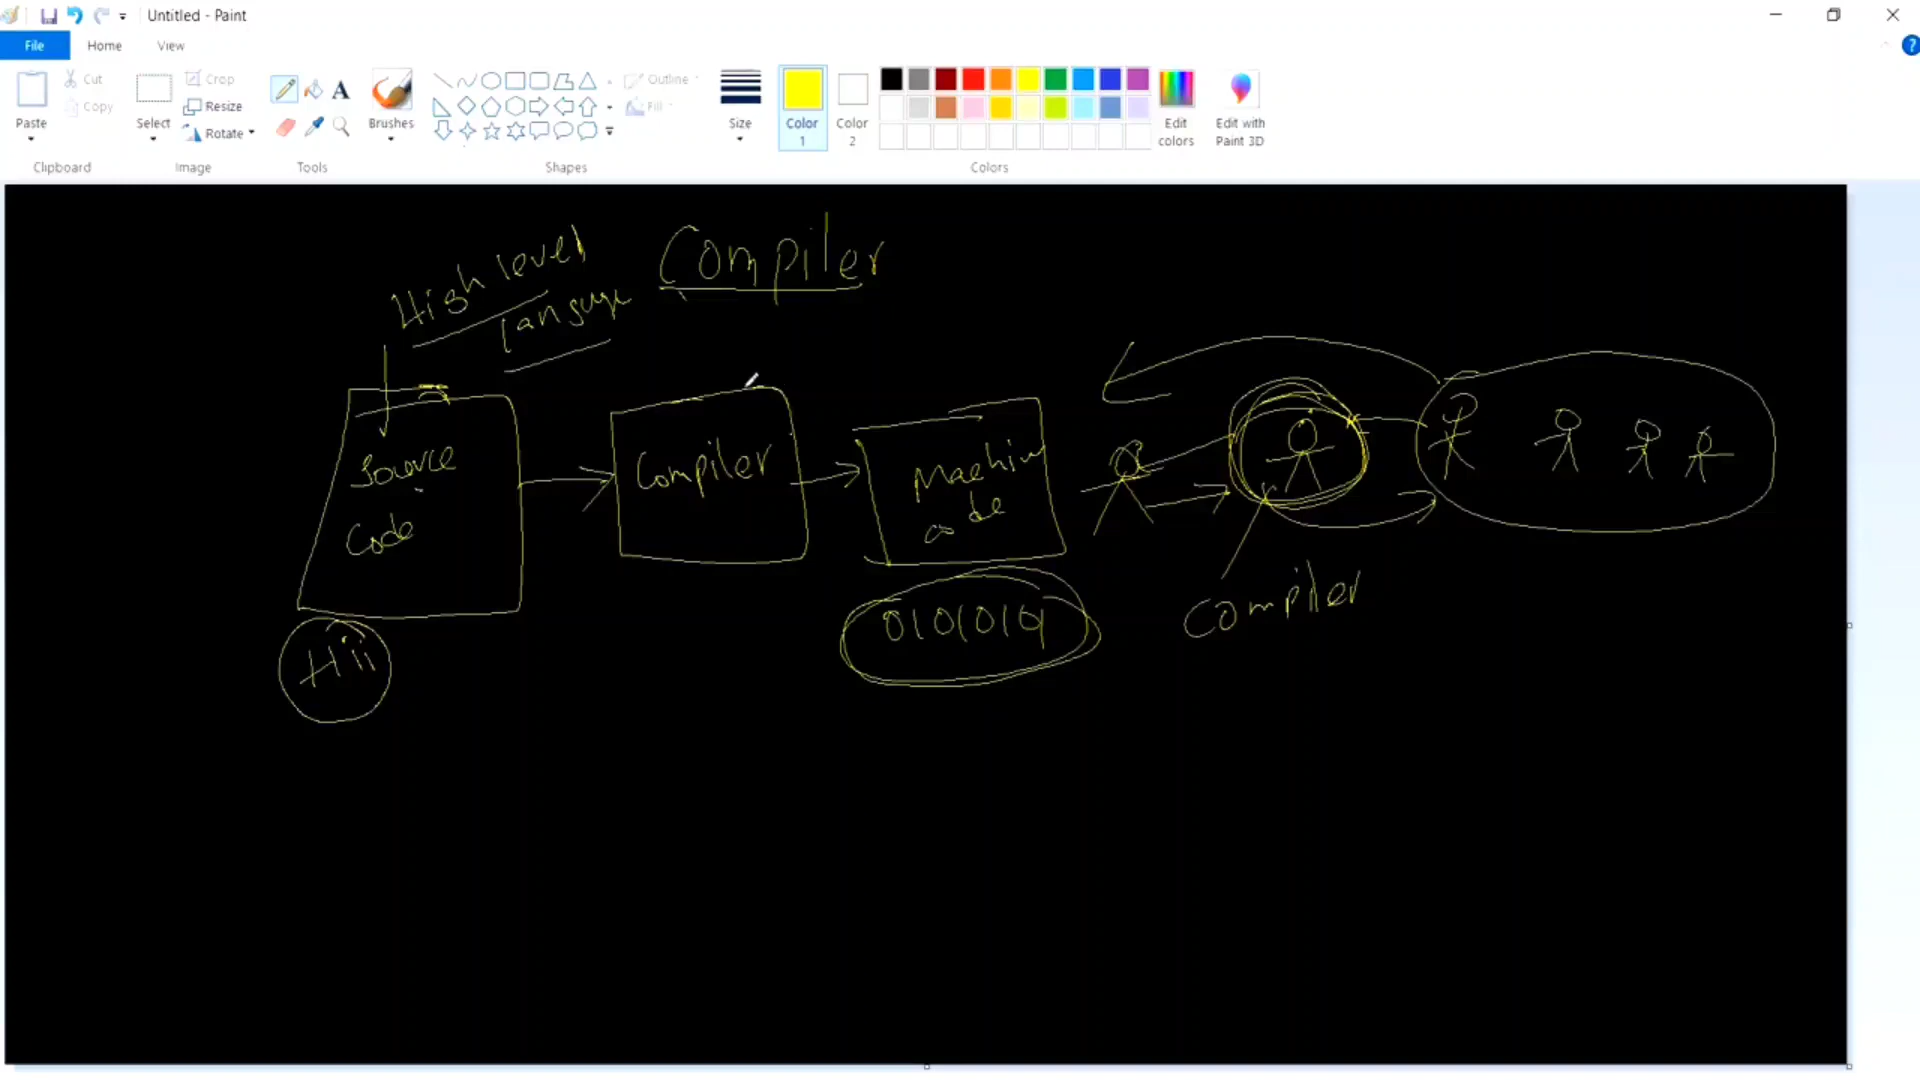 Untitled - Paint
File Home View
Paste
Cut
Copy
Clipboard
Select
Crop
Resize
Rotate
Image
Tools
Brushes
Shapes
Outline
Fill
Size
Color 1
Color 2
Edit colors
Edit with Paint 3D
Colors
High level
language
Compiler
Source
Code
Compiler
Machin
code
Hii
0101010
Compiler